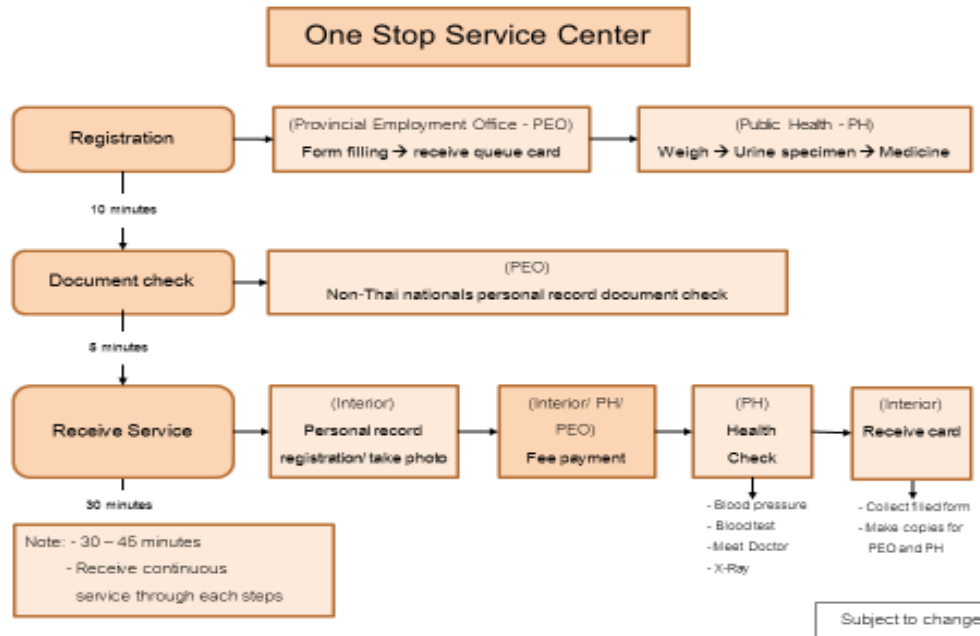 One Stop Service Center
Registration
(Provincial Employment Office - PEO)
Form filling → receive queue card
(Public Health - PH)
Weigh → Urine specimen → Medicine
10 minutes
Document check
(PEO)
Non-Thai nationals personal record document check
5 minutes
Receive Service
(Interior)
Personal record
registration/ take photo
(Interior/ PH/
PEO)
Fee payment
(PH)
Health
Check
(Interior)
Receive card
30 minutes
- Blood pressure
- Blood test
- Meet Doctor
- X-Ray
- Collect filled form
- Make copies for
PEO and PH
Note: - 30 – 45 minutes
- Receive continuous
service through each steps
Subject to change